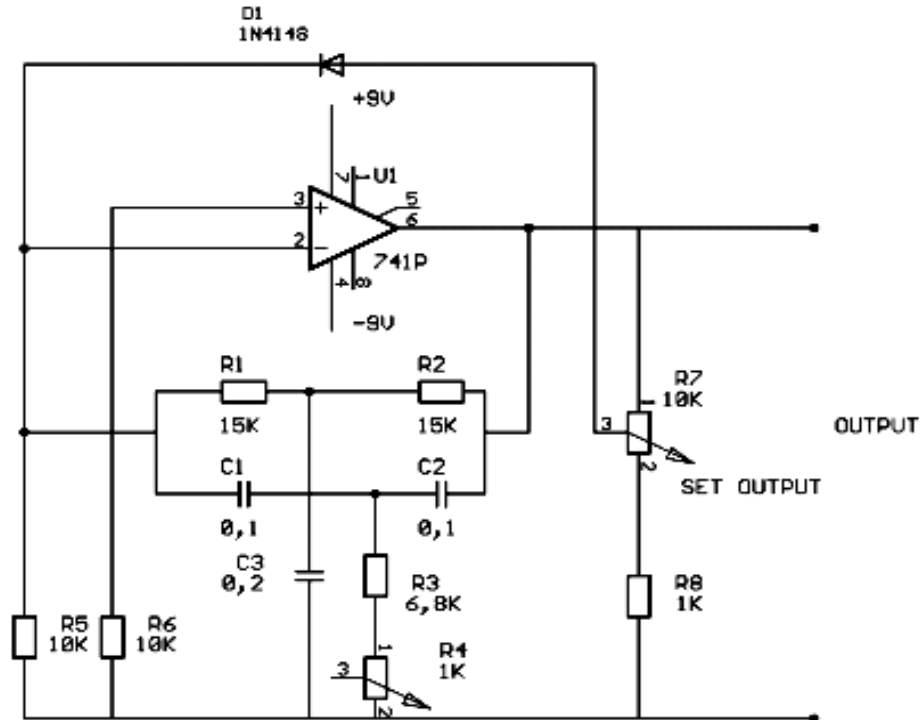 D1
1N4148
+9V
7
1
U1
3
+
5
6
2
−
741P
4
8
-9V
R1
R2
15K
15K
R7
10K
1
3
2
OUTPUT
SET OUTPUT
C1
C2
0,1
0,1
C3
0,2
R3
6,8K
R8
1K
R5
10K
R6
10K
1
R4
1K
3
2